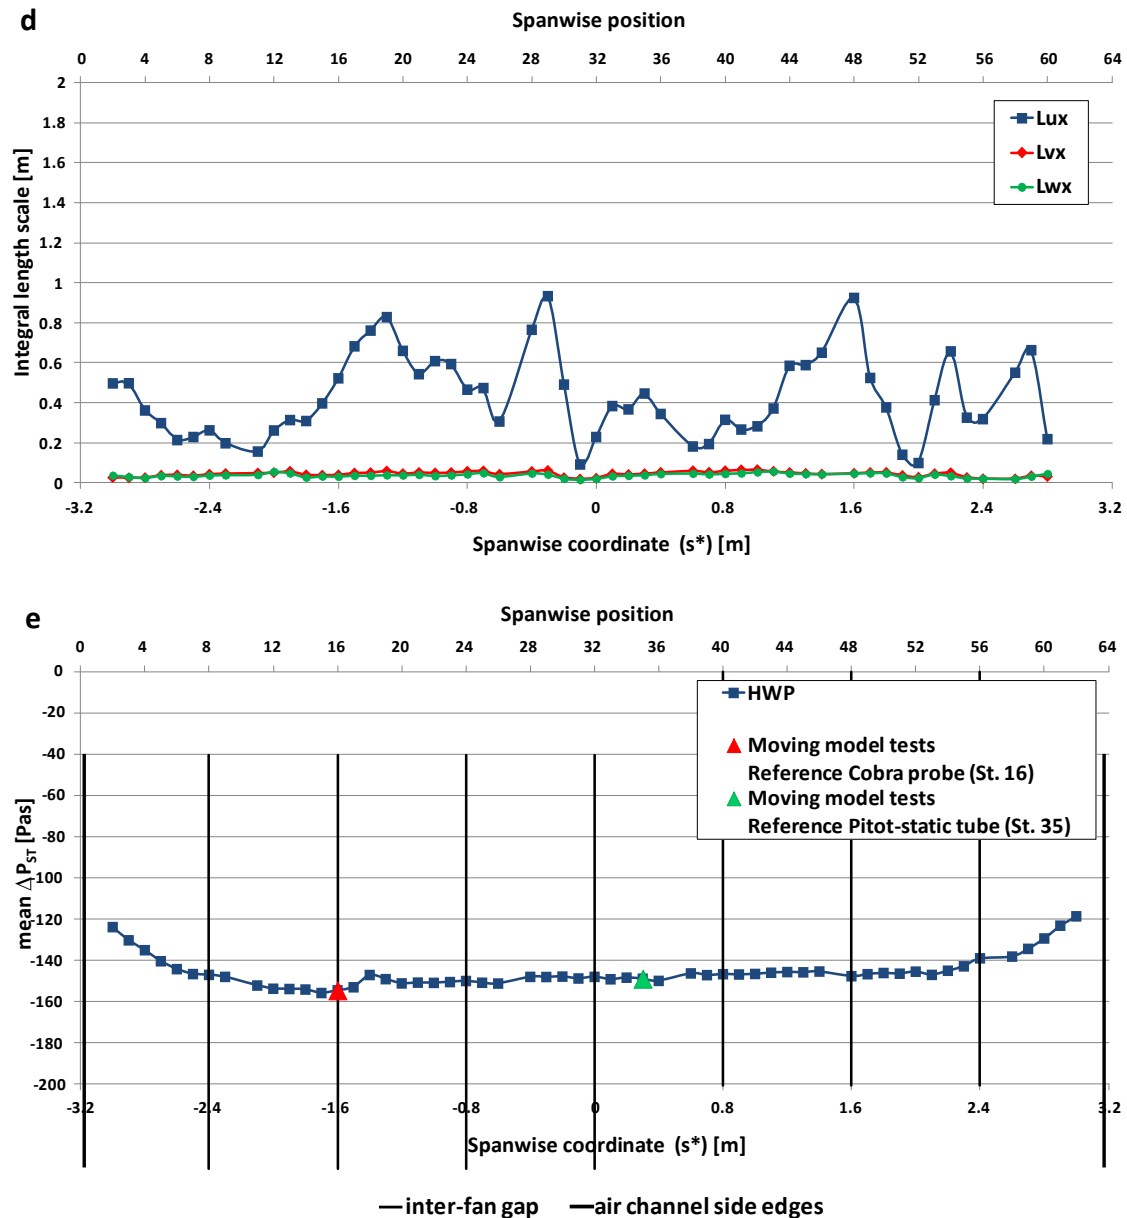 d
Spanwise position
0 4 8 12 16 20 24 28 32 36 40 44 48 52 56 60 64
2
1.8
1.6
1.4
1.2
1
0.8
0.6
0.4
0.2
0
Integral length scale [m]
Lux
Lvx
Lwx
-3.2 -2.4 -1.6 -0.8 0 0.8 1.6 2.4 3.2
Spanwise coordinate (s*) [m]
e
Spanwise position
0 4 8 12 16 20 24 28 32 36 40 44 48 52 56 60 64
0
-20
-40
-60
-80
-100
-120
-140
-160
-180
-200
mean ΔP_ST [Pas]
HWP
Moving model tests
Reference Cobra probe (St. 16)
Moving model tests
Reference Pitot-static tube (St. 35)
-3.2 -2.4 -1.6 -0.8 0 0.8 1.6 2.4 3.2
Spanwise coordinate (s*) [m]
inter-fan gap air channel side edges